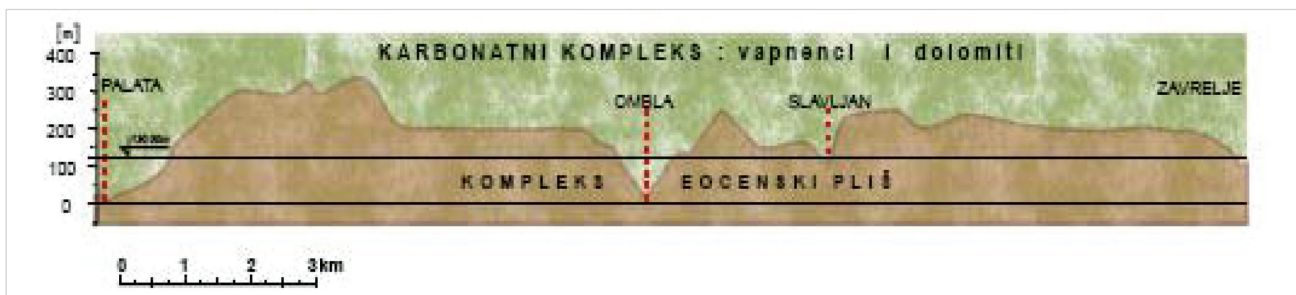 [m]
400
KARBONATNI KOMPLEKS : vapnenci i dolomiti
300
PALATA
OMBLA
SLAVLJAN
ZAVRELJE
200
100
KOMPLEKS EOCENSKI PLIŠ
0
0 1 2 3 km